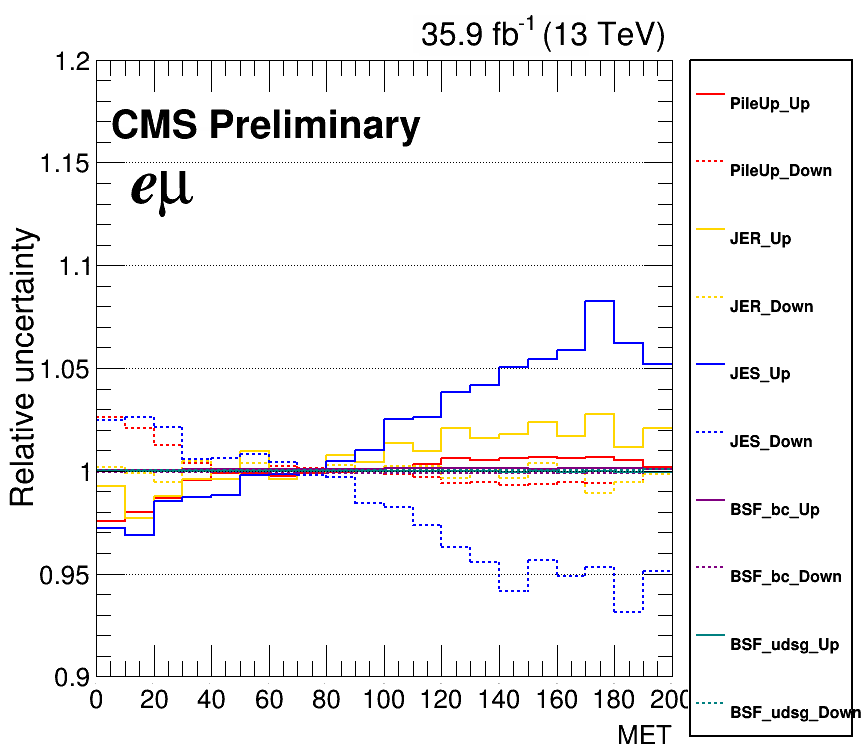 35.9 fb⁻¹ (13 TeV)
CMS Preliminary
eμ
Relative uncertainty
1.2
1.15
1.1
1.05
1
0.95
0.9
0 20 40 60 80 100 120 140 160 180 200
MET
PileUp_Up
PileUp_Down
JER_Up
JER_Down
JES_Up
JES_Down
BSF_bc_Up
BSF_bc_Down
BSF_udsg_Up
BSF_udsg_Down